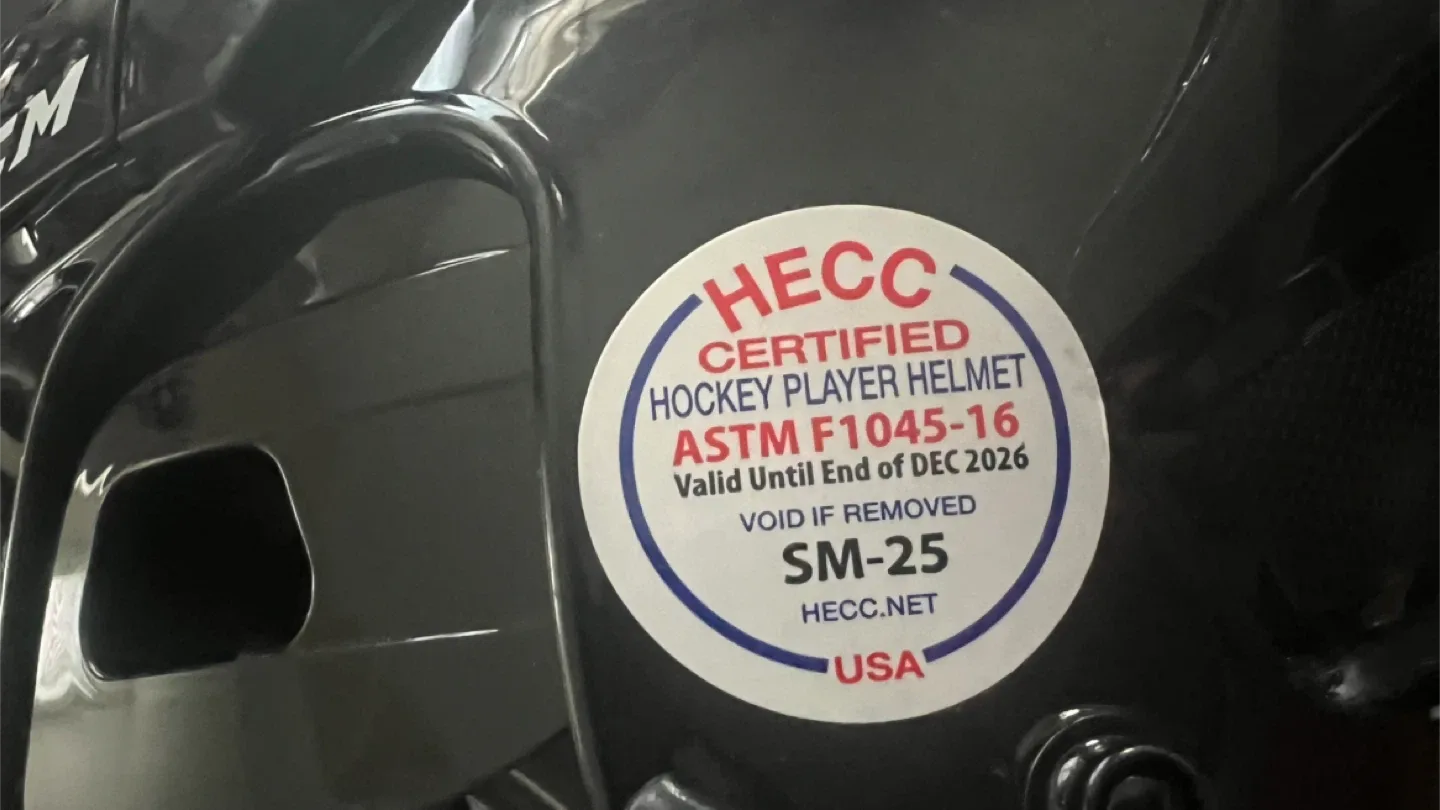 HECC
CERTIFIED
HOCKEY PLAYER HELMET
ASTM F1045-16
Valid Until End of DEC 2026
VOID IF REMOVED
SM-25
HECC.NET
USA